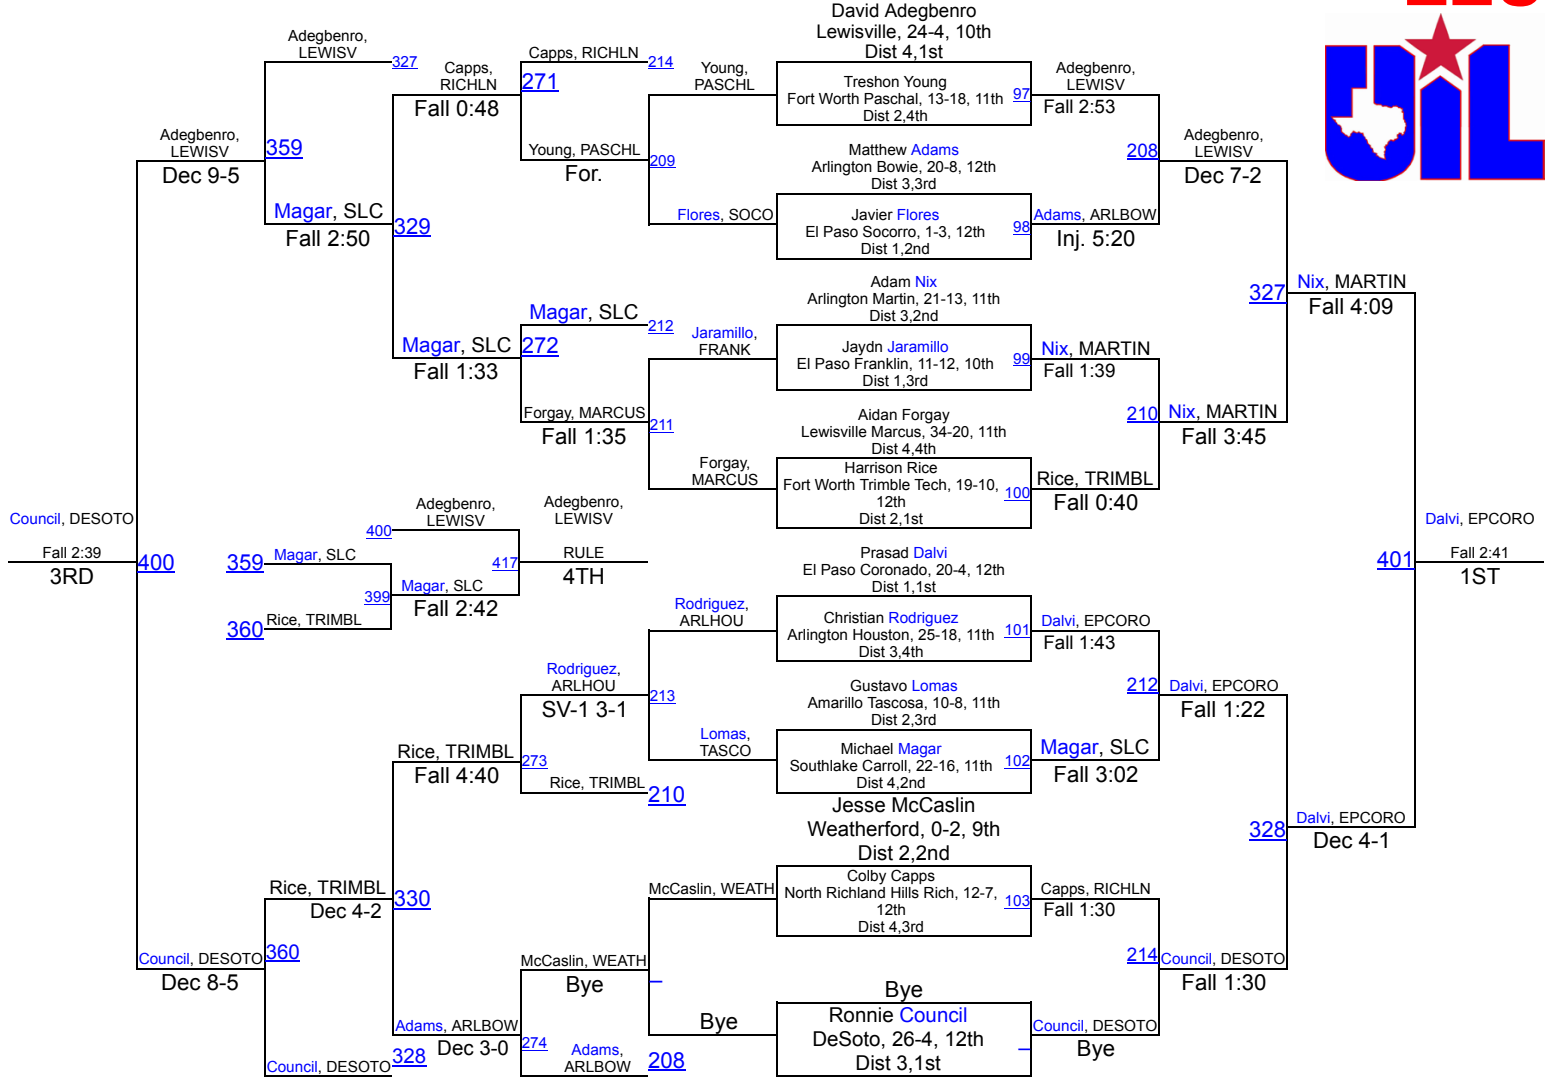 David Adegbenro
Lewisville, 24-4, 10th
Dist 4,1st
UIL
Adegbenro,
LEWISV
327
Capps,
RICHLN
Fall 0:48
Capps, RICHLN
214
271
Young,
PASCHL
Treshon Young
Fort Worth Paschal, 13-18, 11th
Dist 2,4th
97
Adegbenro,
LEWISV
Fall 2:53
Adegbenro,
LEWISV
Dec 9-5
359
Young, PASCHL
For.
209
Matthew Adams
Arlington Bowie, 20-8, 12th
Dist 3,3rd
208
Adegbenro,
LEWISV
Dec 7-2
Magar, SLC
Fall 2:50
329
Flores, SOCO
Javier Flores
El Paso Socorro, 1-3, 12th
Dist 1,2nd
98
Adams, ARLBOW
Inj. 5:20
Adam Nix
Arlington Martin, 21-13, 11th
Dist 3,2nd
327
Nix, MARTIN
Fall 4:09
Magar, SLC
212
Magar, SLC
Fall 1:33
272
Jaramillo,
FRANK
Jaydn Jaramillo
El Paso Franklin, 11-12, 10th
Dist 1,3rd
99
Nix, MARTIN
Fall 1:39
Forgay, MARCUS
Fall 1:35
211
Aidan Forgay
Lewisville Marcus, 34-20, 11th
Dist 4,4th
210
Nix, MARTIN
Fall 3:45
Forgay,
MARCUS
Harrison Rice
Fort Worth Trimble Tech, 19-10,
12th
Dist 2,1st
100
Rice, TRIMBL
Fall 0:40
Council, DESOTO
Fall 2:39
3RD
400
Adegbenro,
LEWISV
400
Adegbenro,
LEWISV
RULE
4TH
417
359
Magar, SLC
399
Magar, SLC
Fall 2:42
360
Rice, TRIMBL
Prasad Dalvi
El Paso Coronado, 20-4, 12th
Dist 1,1st
401
Dalvi, EPCORO
Fall 2:41
1ST
Rodriguez,
ARLHOU
Christian Rodriguez
Arlington Houston, 25-18, 11th
Dist 3,4th
101
Dalvi, EPCORO
Fall 1:43
Rodriguez,
ARLHOU
SV-1 3-1
213
Gustavo Lomas
Amarillo Tascosa, 10-8, 11th
Dist 2,3rd
212
Dalvi, EPCORO
Fall 1:22
Lomas,
TASCO
Michael Magar
Southlake Carroll, 22-16, 11th
Dist 4,2nd
102
Magar, SLC
Fall 3:02
Rice, TRIMBL
Fall 4:40
273
Rice, TRIMBL
210
Jesse McCaslin
Weatherford, 0-2, 9th
Dist 2,2nd
328
Dalvi, EPCORO
Dec 4-1
Rice, TRIMBL
Dec 4-2
330
McCaslin, WEATH
Colby Capps
North Richland Hills Rich, 12-7,
12th
Dist 4,3rd
103
Capps, RICHLN
Fall 1:30
Council, DESOTO
Dec 8-5
360
McCaslin, WEATH
Bye
214
Council, DESOTO
Fall 1:30
Bye
Bye
Ronnie Council
DeSoto, 26-4, 12th
Dist 3,1st
Council, DESOTO
Bye
Adams, ARLBOW
Dec 3-0
274
Adams,
ARLBOW
208
Council, DESOTO
328